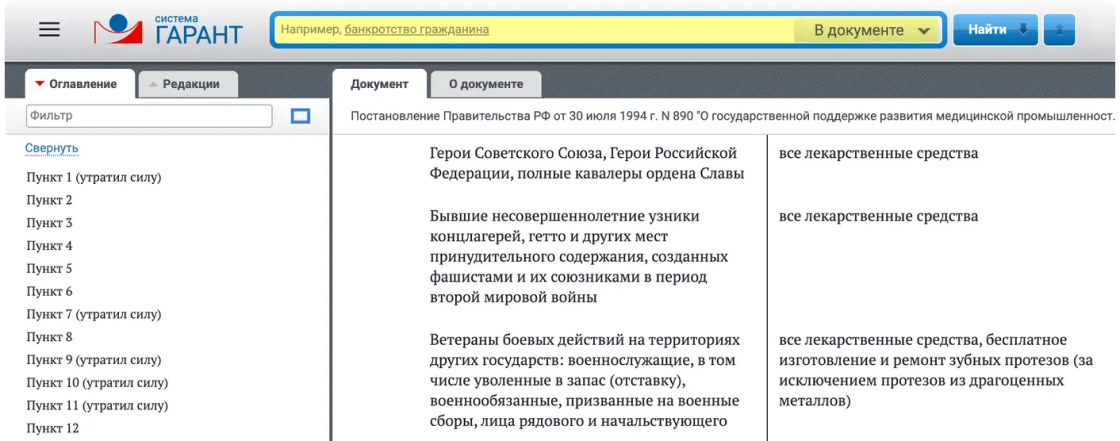 система
ГАРАНТ
Например, банкротство гражданина
В документе
Найти
Оглавление
Редакции
Документ
О документе
Фильтр
Постановление Правительства РФ от 30 июля 1994 г. N 890 "О государственной поддержке развития медицинской промышленност.
Свернуть
Пункт 1 (утратил силу)
Пункт 2
Пункт 3
Пункт 4
Пункт 5
Пункт 6
Пункт 7 (утратил силу)
Пункт 8
Пункт 9 (утратил силу)
Пункт 10 (утратил силу)
Пункт 11 (утратил силу)
Пункт 12
Герои Советского Союза, Герои Российской
Федерации, полные кавалеры ордена Славы
все лекарственные средства
Бывшие несовершеннолетние узники
концлагерей, гетто и других мест
принудительного содержания, созданных
фашистами и их союзниками в период
второй мировой войны
все лекарственные средства
Ветераны боевых действий на территориях
других государств: военнослужащие, в том
числе уволенные в запас (отставку),
военнообязанные, призванные на военные
сборы, лица рядового и начальствующего
все лекарственные средства, бесплатное
изготовление и ремонт зубных протезов (за
исключением протезов из драгоценных
металлов)